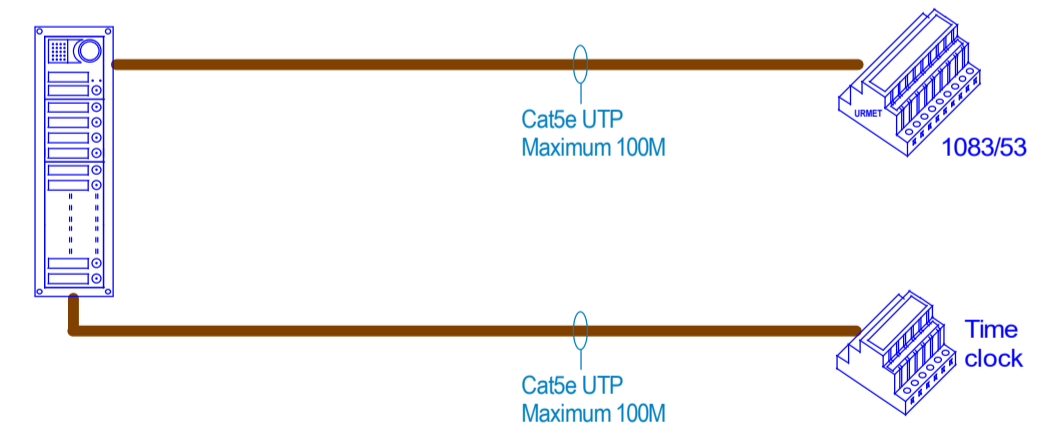 Cat5e UTP
Maximum 100M
URMET
1083/53
Cat5e UTP
Maximum 100M
Time
clock